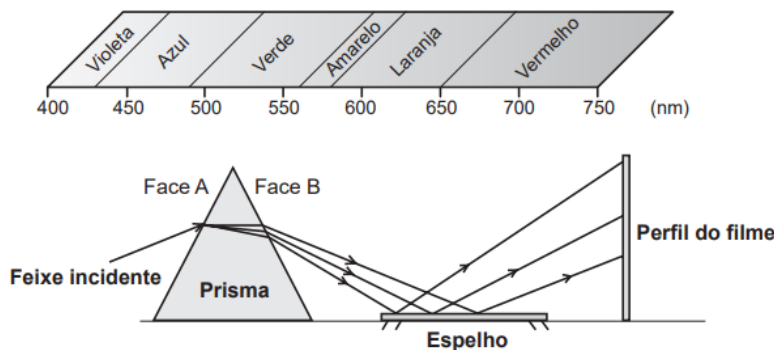 Violeta
Azul
Verde
Amarelo
Laranja
Vermelho
400 450 500 550 600 650 700 750 (nm)
Face A Face B
Feixe incidente
Prisma
Espelho
Perfil do filme